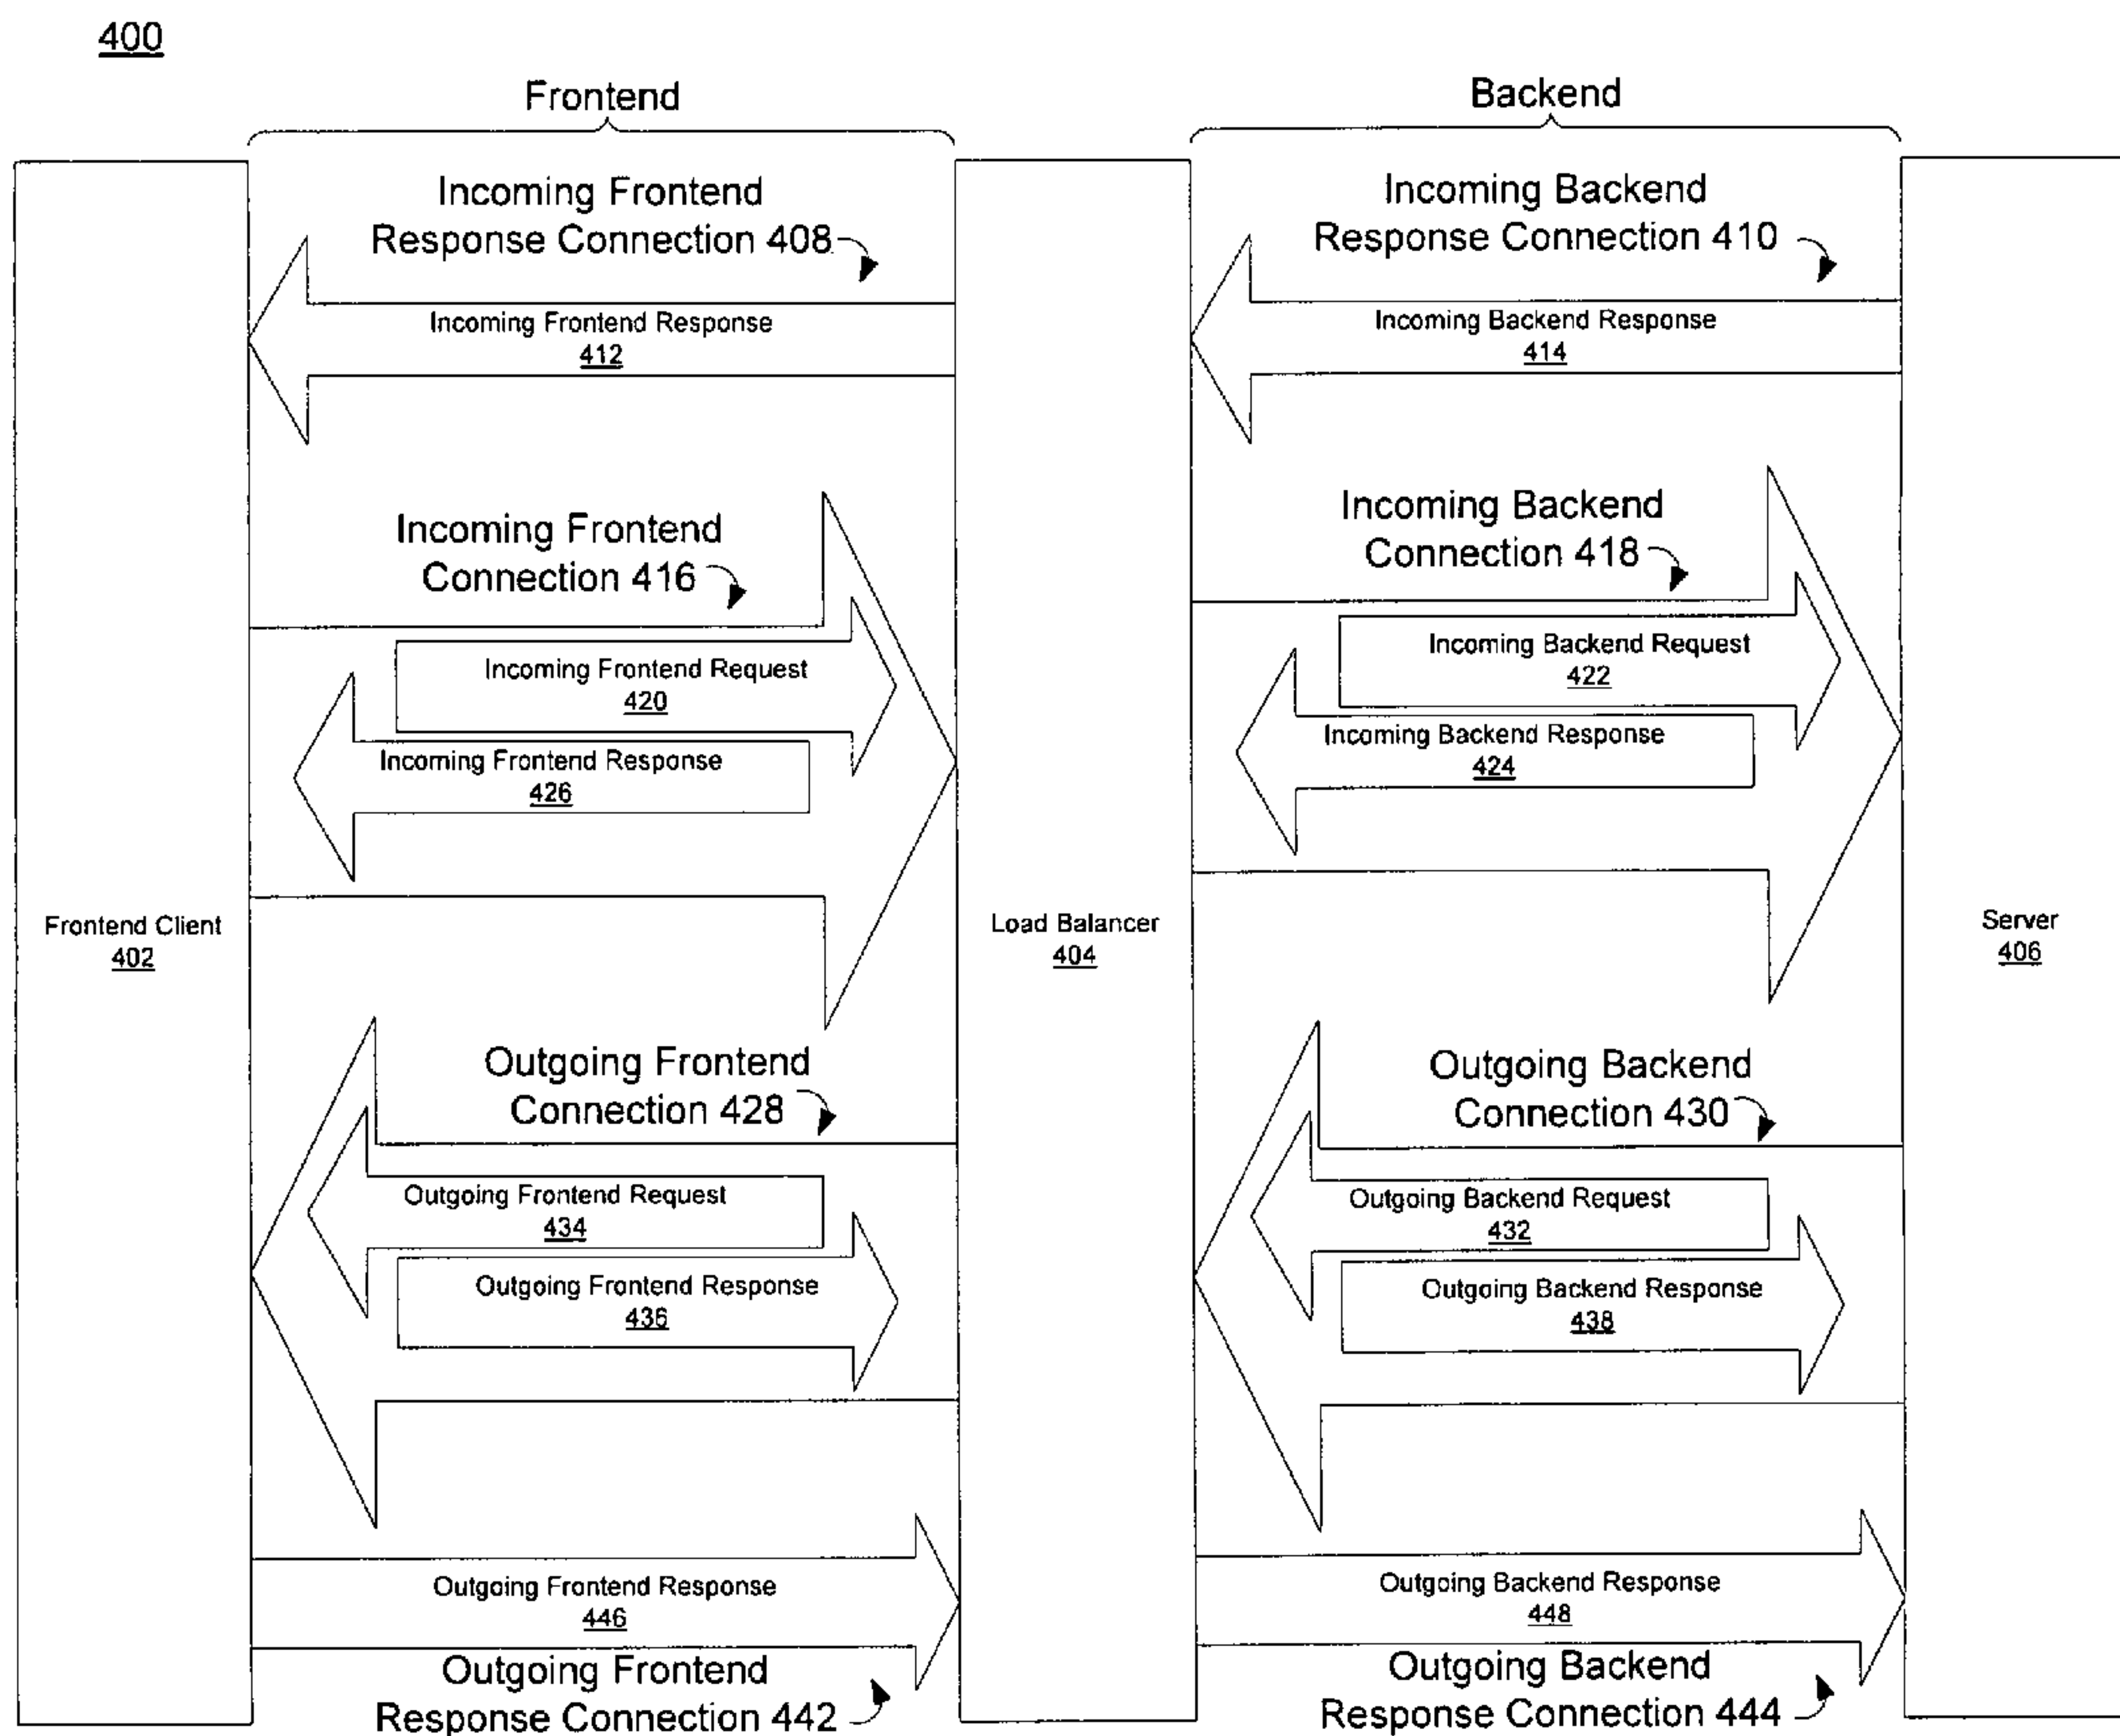 400
Frontend
Backend
Incoming Frontend
Response Connection 408
Incoming Backend
Response Connection 410
Incoming Frontend Response
412
Incoming Backend Response
414
Incoming Frontend
Connection 416
Incoming Backend
Connection 418
Incoming Frontend Request
420
Incoming Backend Request
422
Incoming Frontend Response
426
Incoming Backend Response
424
Frontend Client
402
Load Balancer
404
Server
406
Outgoing Frontend
Connection 428
Outgoing Backend
Connection 430
Outgoing Frontend Request
434
Outgoing Backend Request
432
Outgoing Frontend Response
436
Outgoing Backend Response
438
Outgoing Frontend Response
446
Outgoing Backend Response
448
Outgoing Frontend
Response Connection 442
Outgoing Backend
Response Connection 444